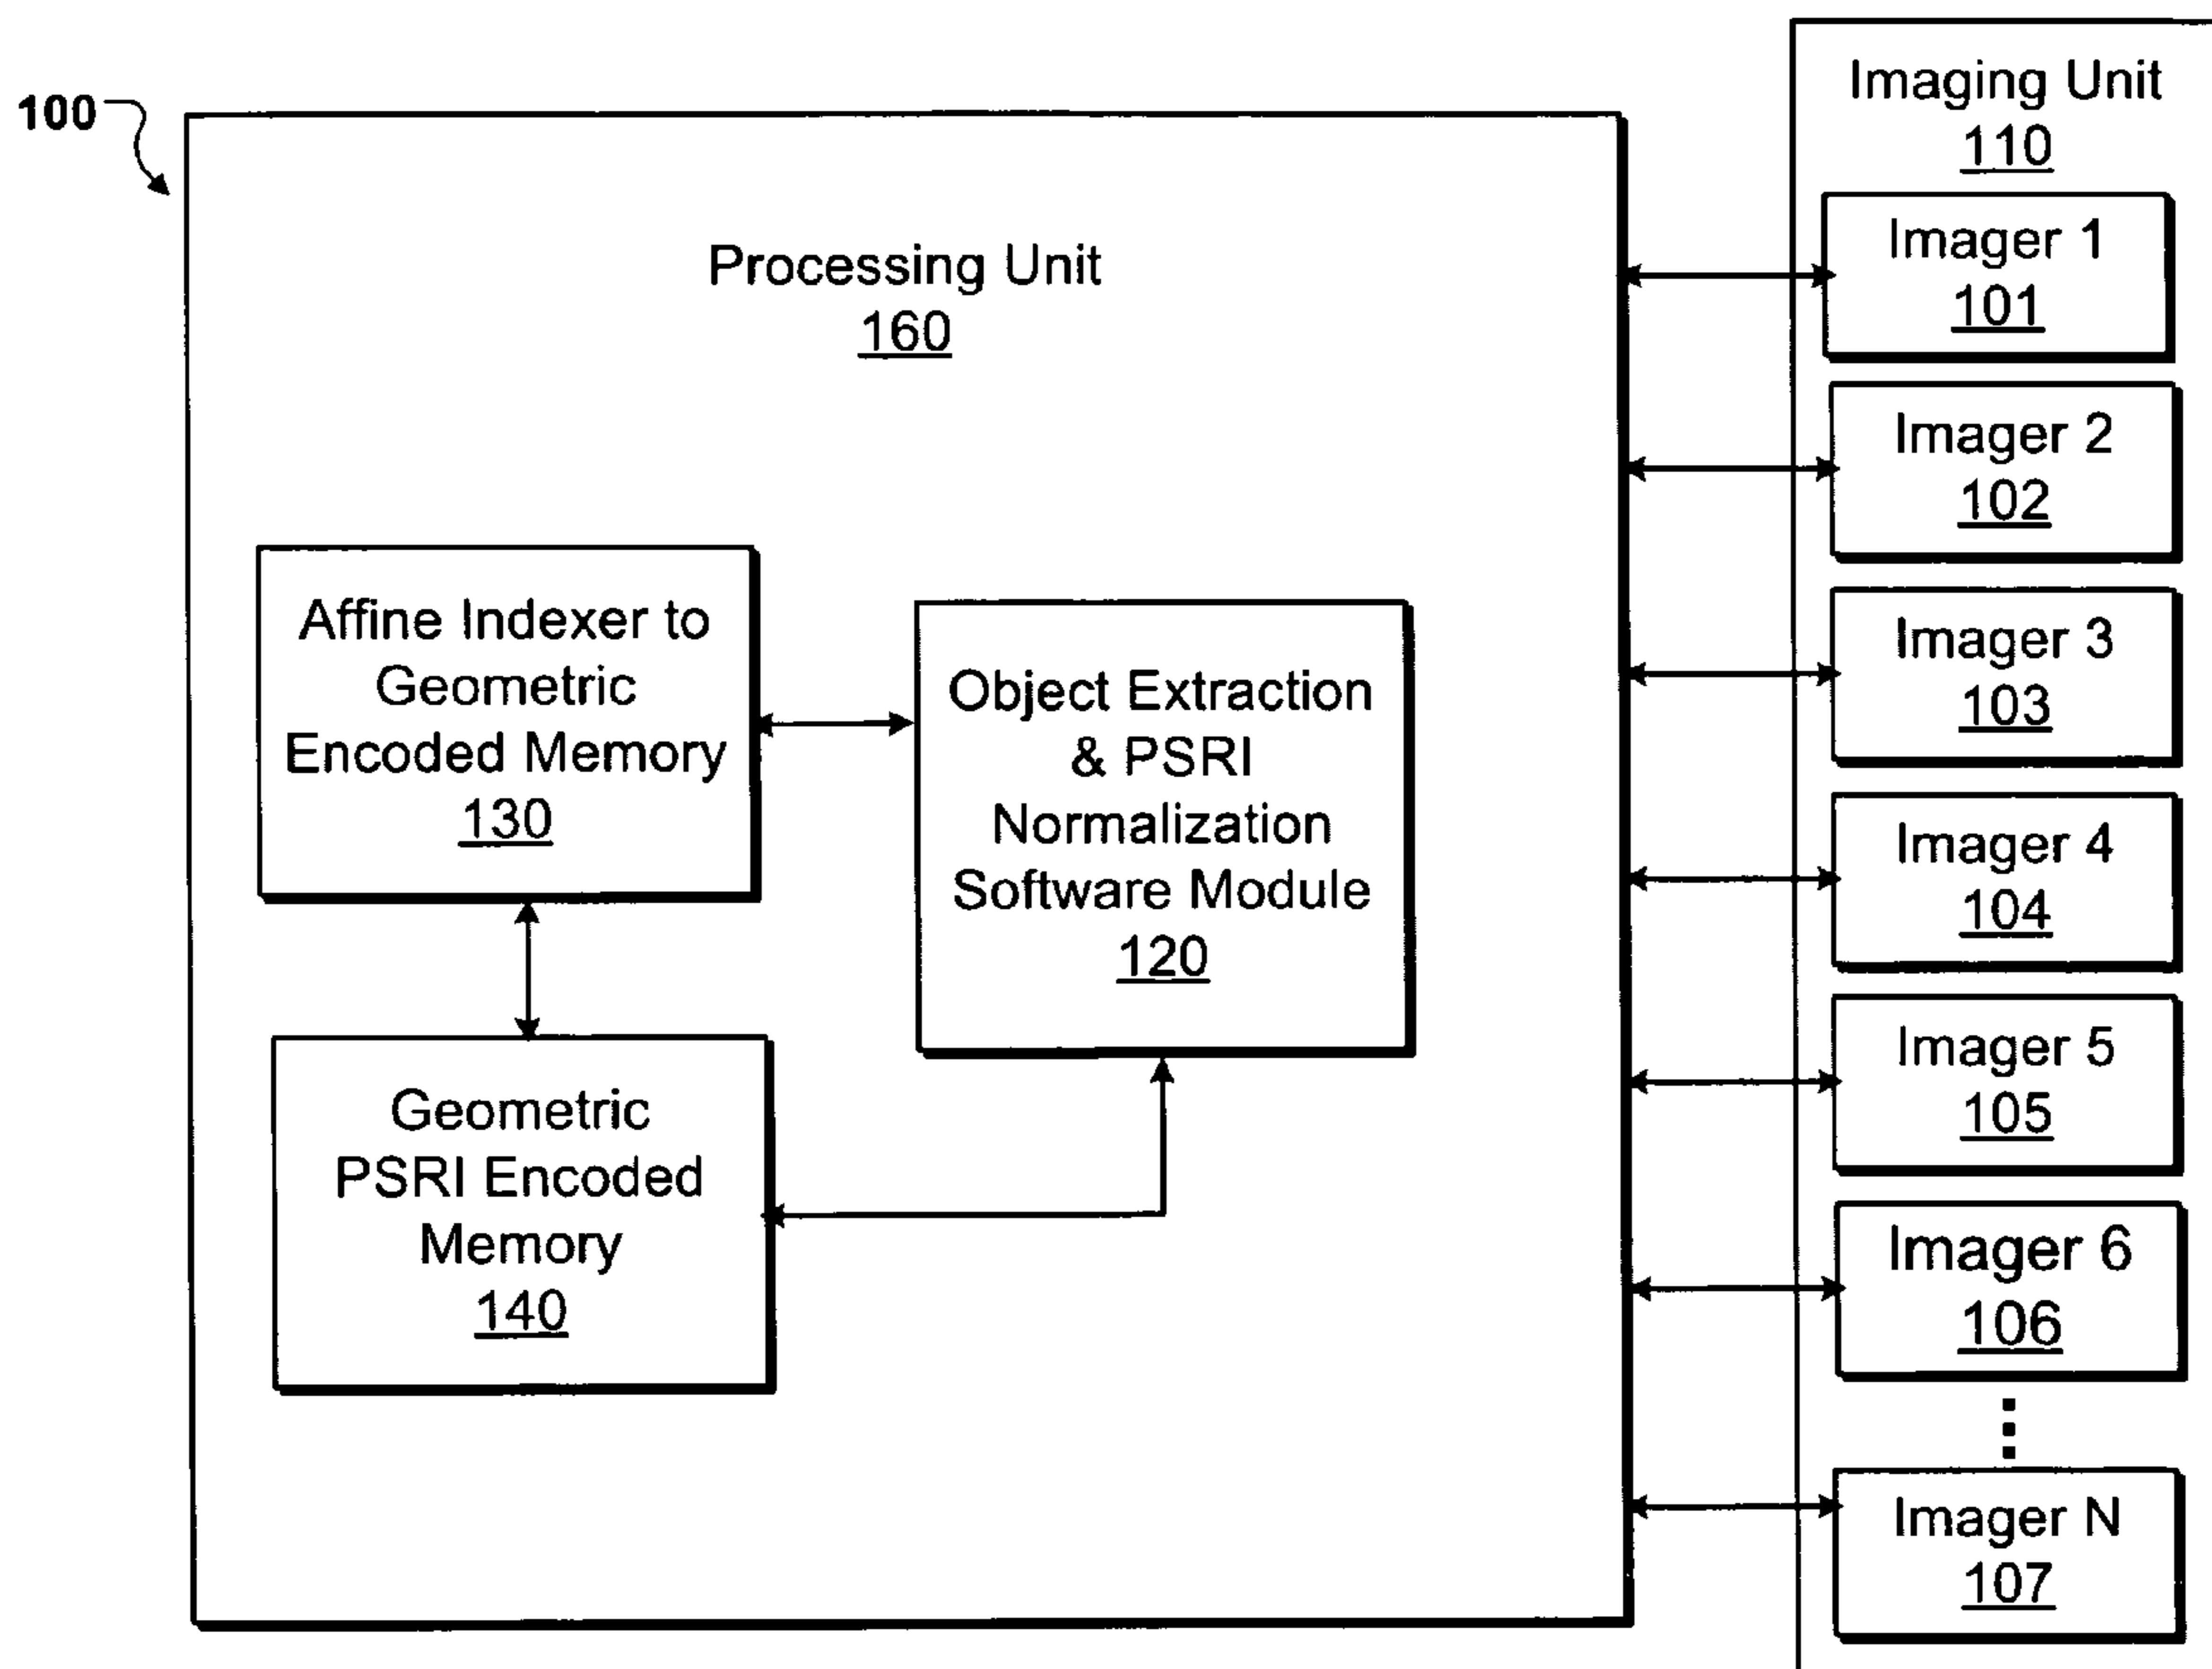 100
Processing Unit
160
Affine Indexer to
Geometric
Encoded Memory
130
Object Extraction
& PSRI
Normalization
Software Module
120
Geometric
PSRI Encoded
Memory
140
Imaging Unit
110
Imager 1
101
Imager 2
102
Imager 3
103
Imager 4
104
Imager 5
105
Imager 6
106
Imager N
107